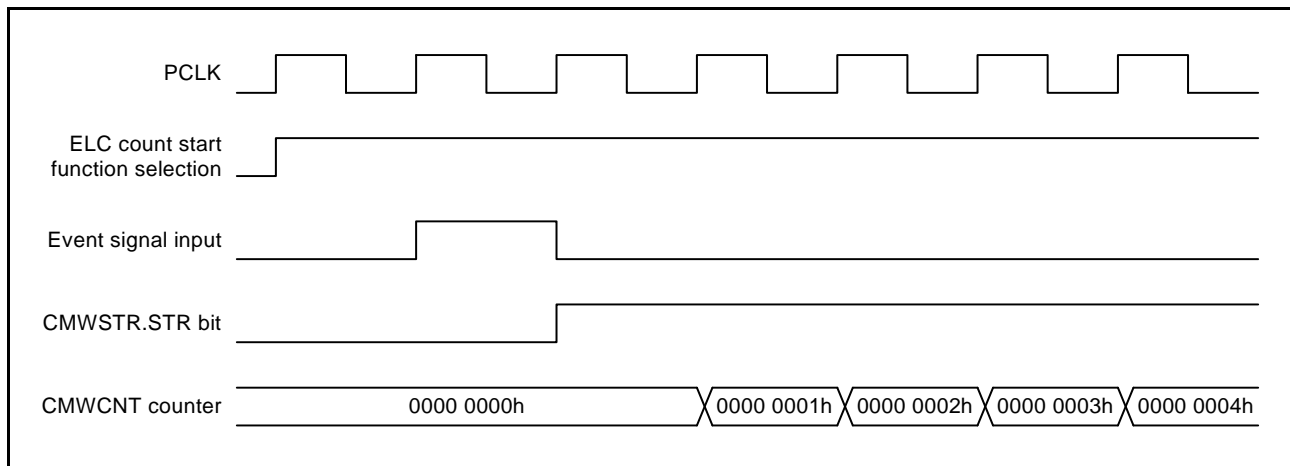 PCLK
ELC count start
function selection
Event signal input
CMWSTR.STR bit
CMWCNT counter
0000 0000h
0000 0001h
0000 0002h
0000 0003h
0000 0004h